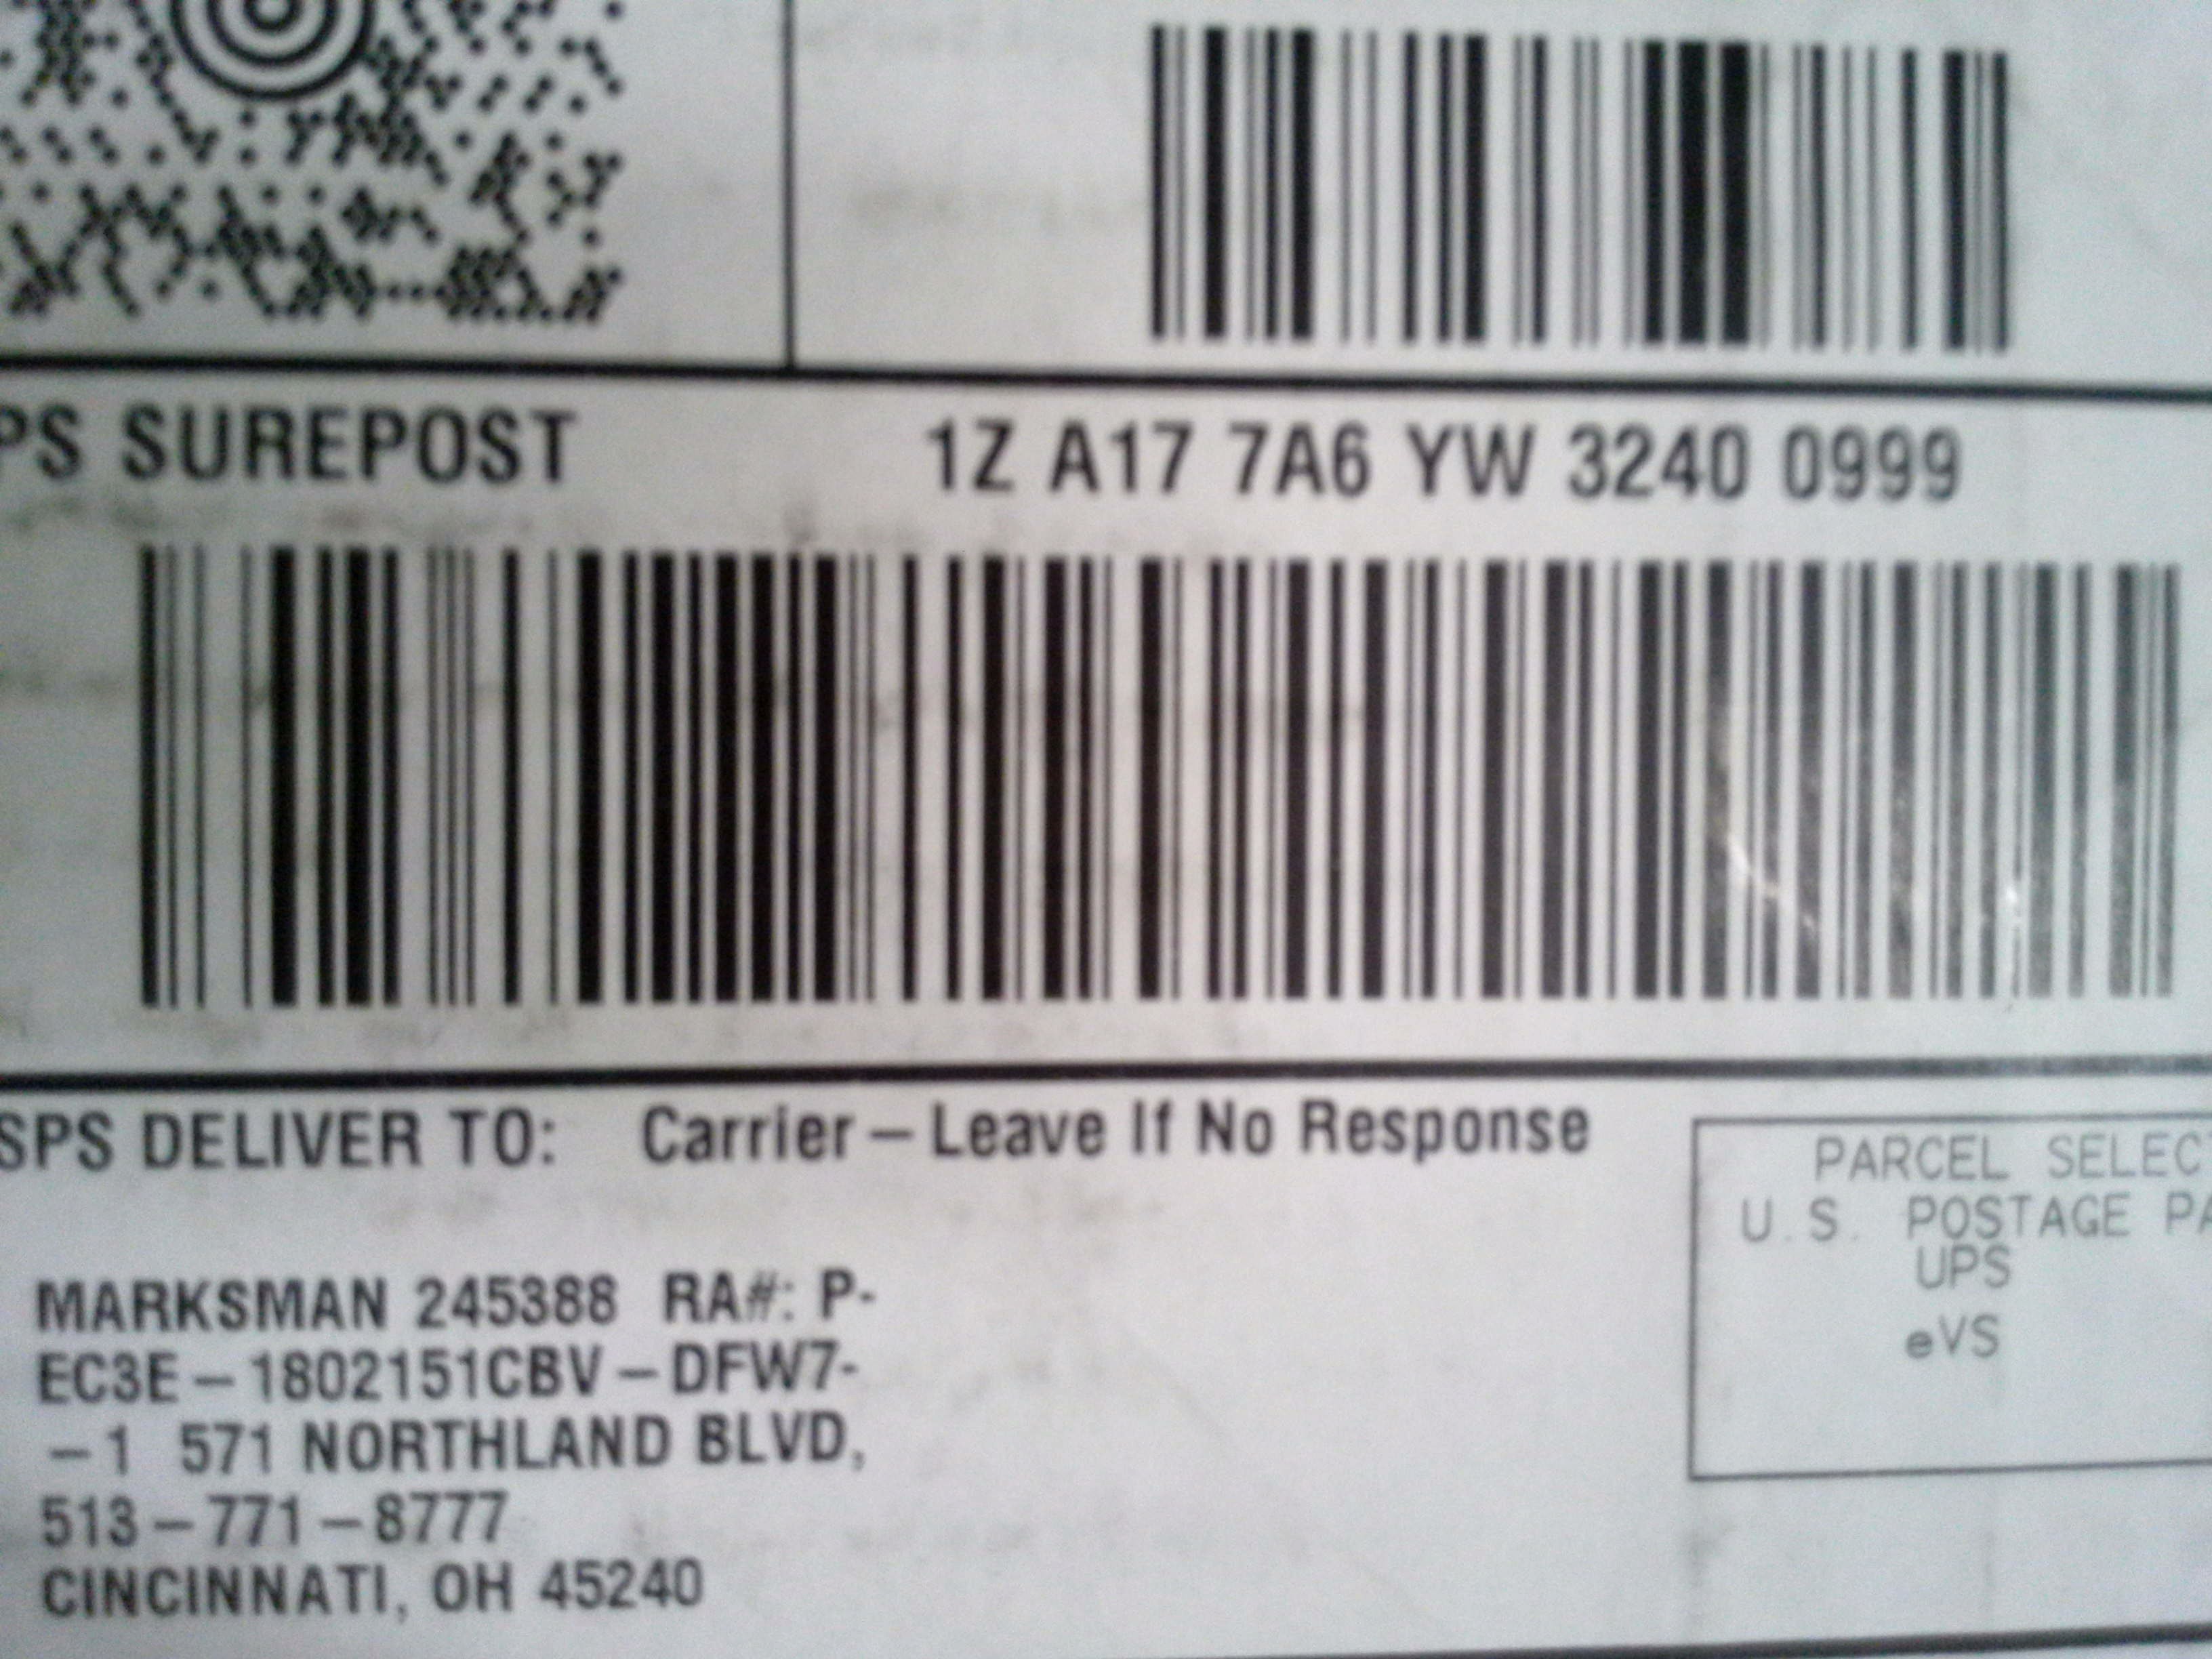 PS SUREPOST 1Z A17 7A6 YW 3240 0999
SPS DELIVER TO: Carrier – Leave If No Response
PARCEL SELEC
U.S. POSTAGE PA
UPS
eVS
MARKSMAN 245388 RA#: P-
EC3E – 1802151CBV – DFW7-
– 1 571 NORTHLAND BLVD,
513 – 771 – 8777
CINCINNATI, OH 45240